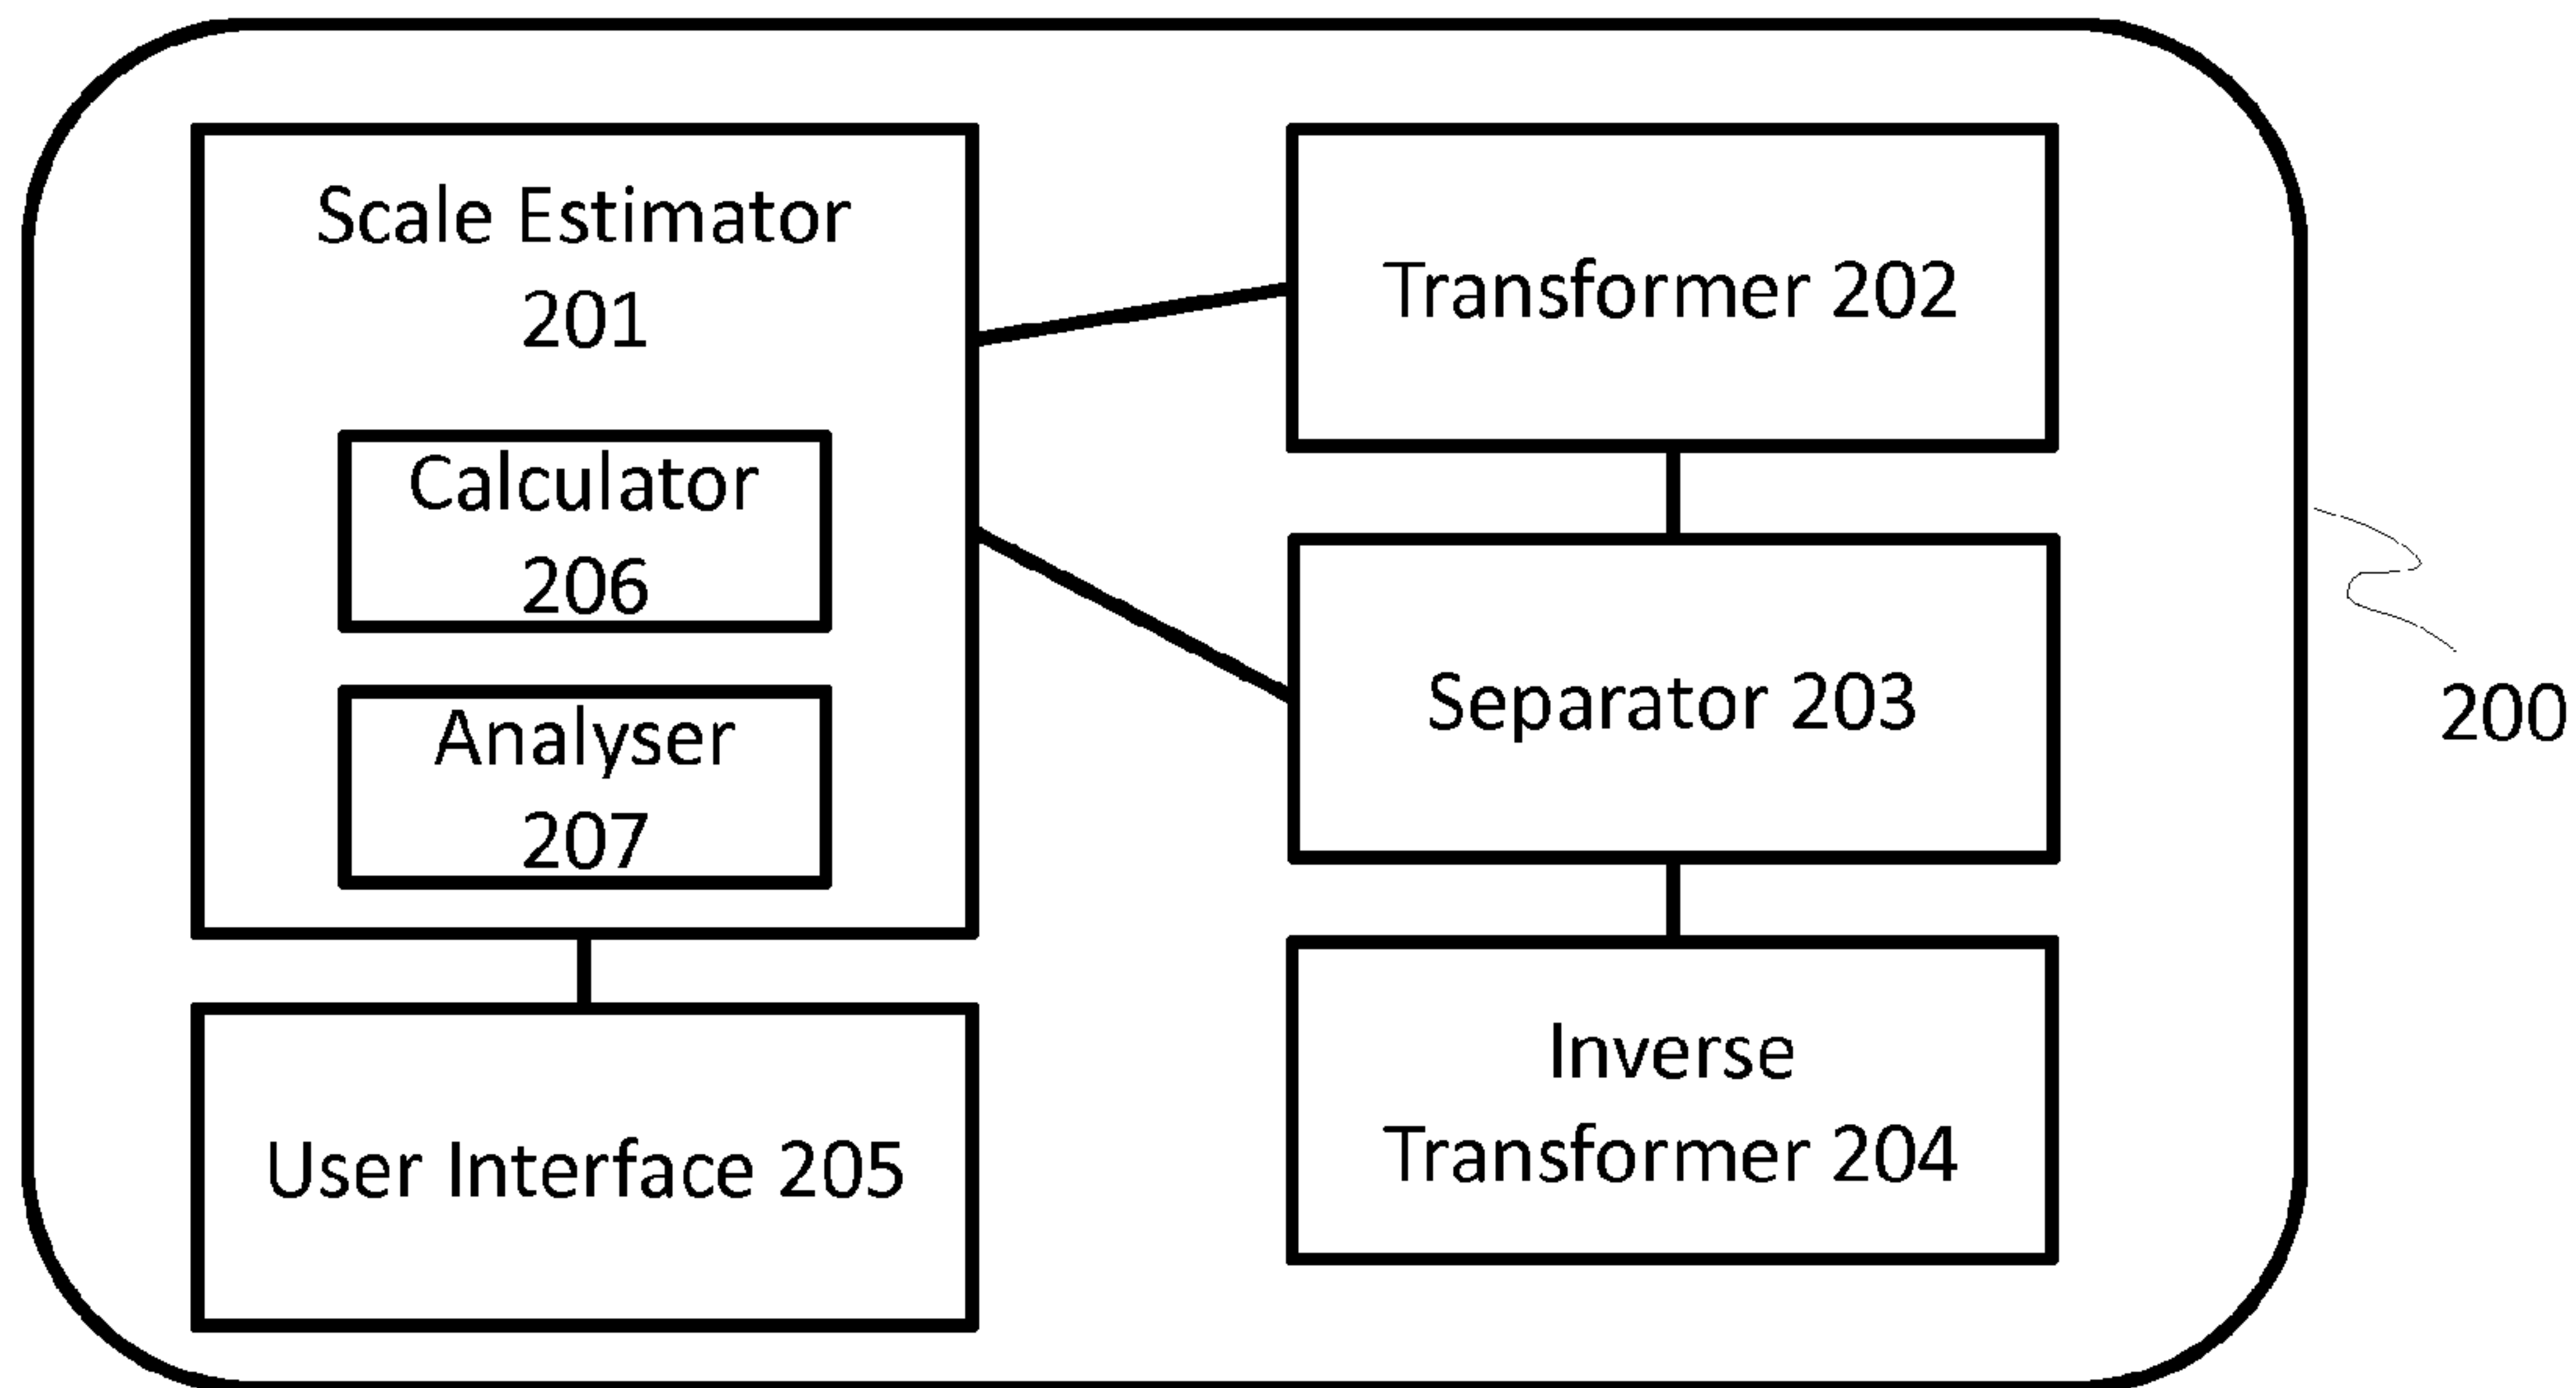 Scale Estimator
201
Calculator
206
Analyser
207
User Interface 205
Transformer 202
Separator 203
Inverse
Transformer 204
200